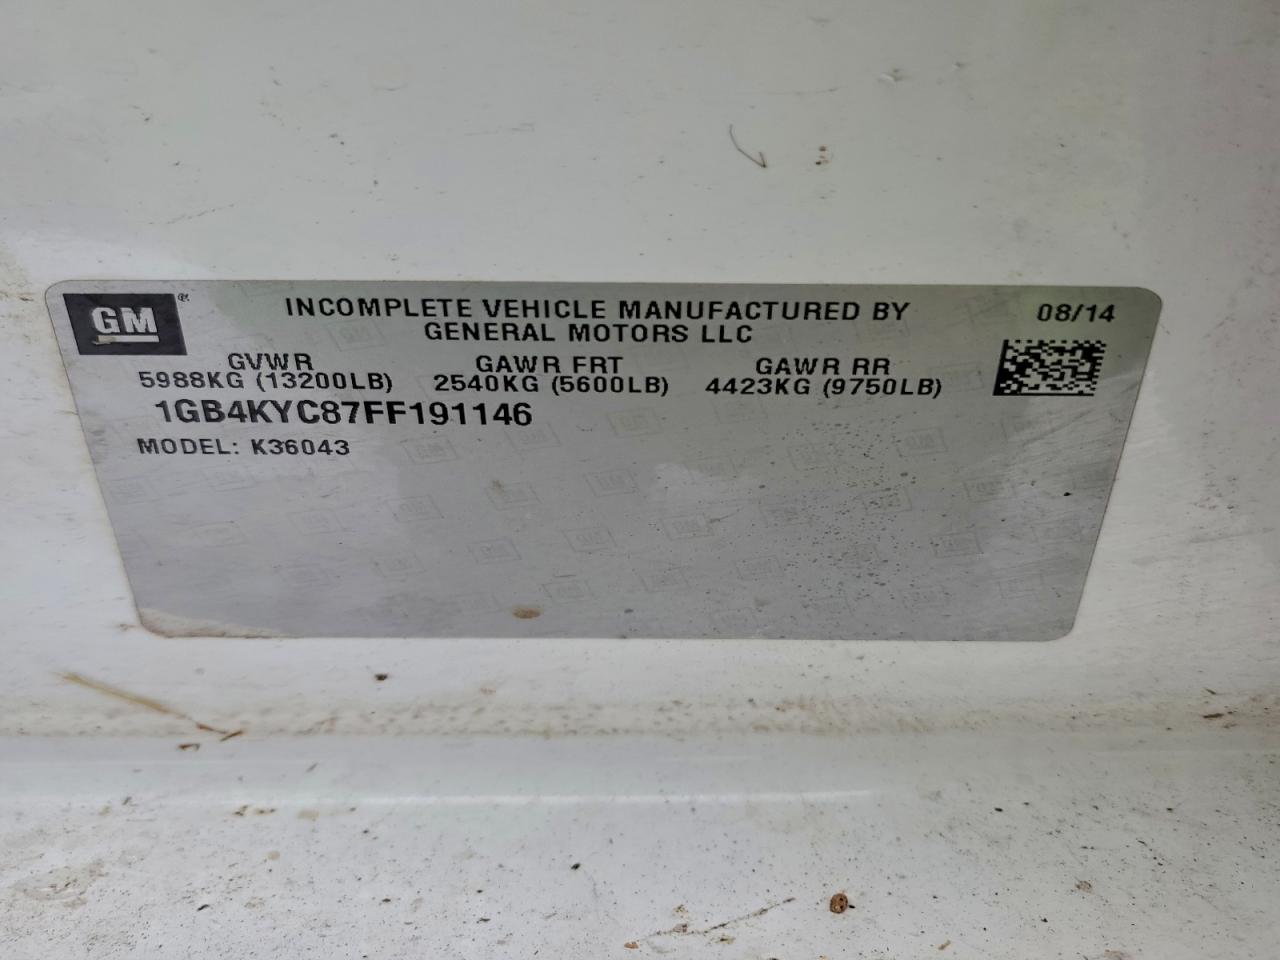 GM®
INCOMPLETE VEHICLE MANUFACTURED BY
GENERAL MOTORS LLC
08/14
GVWR GAWR FRT GAWR RR
5988KG (13200LB) 2540KG (5600LB) 4423KG (9750LB)
1GB4KYC87FF191146
MODEL: K36043